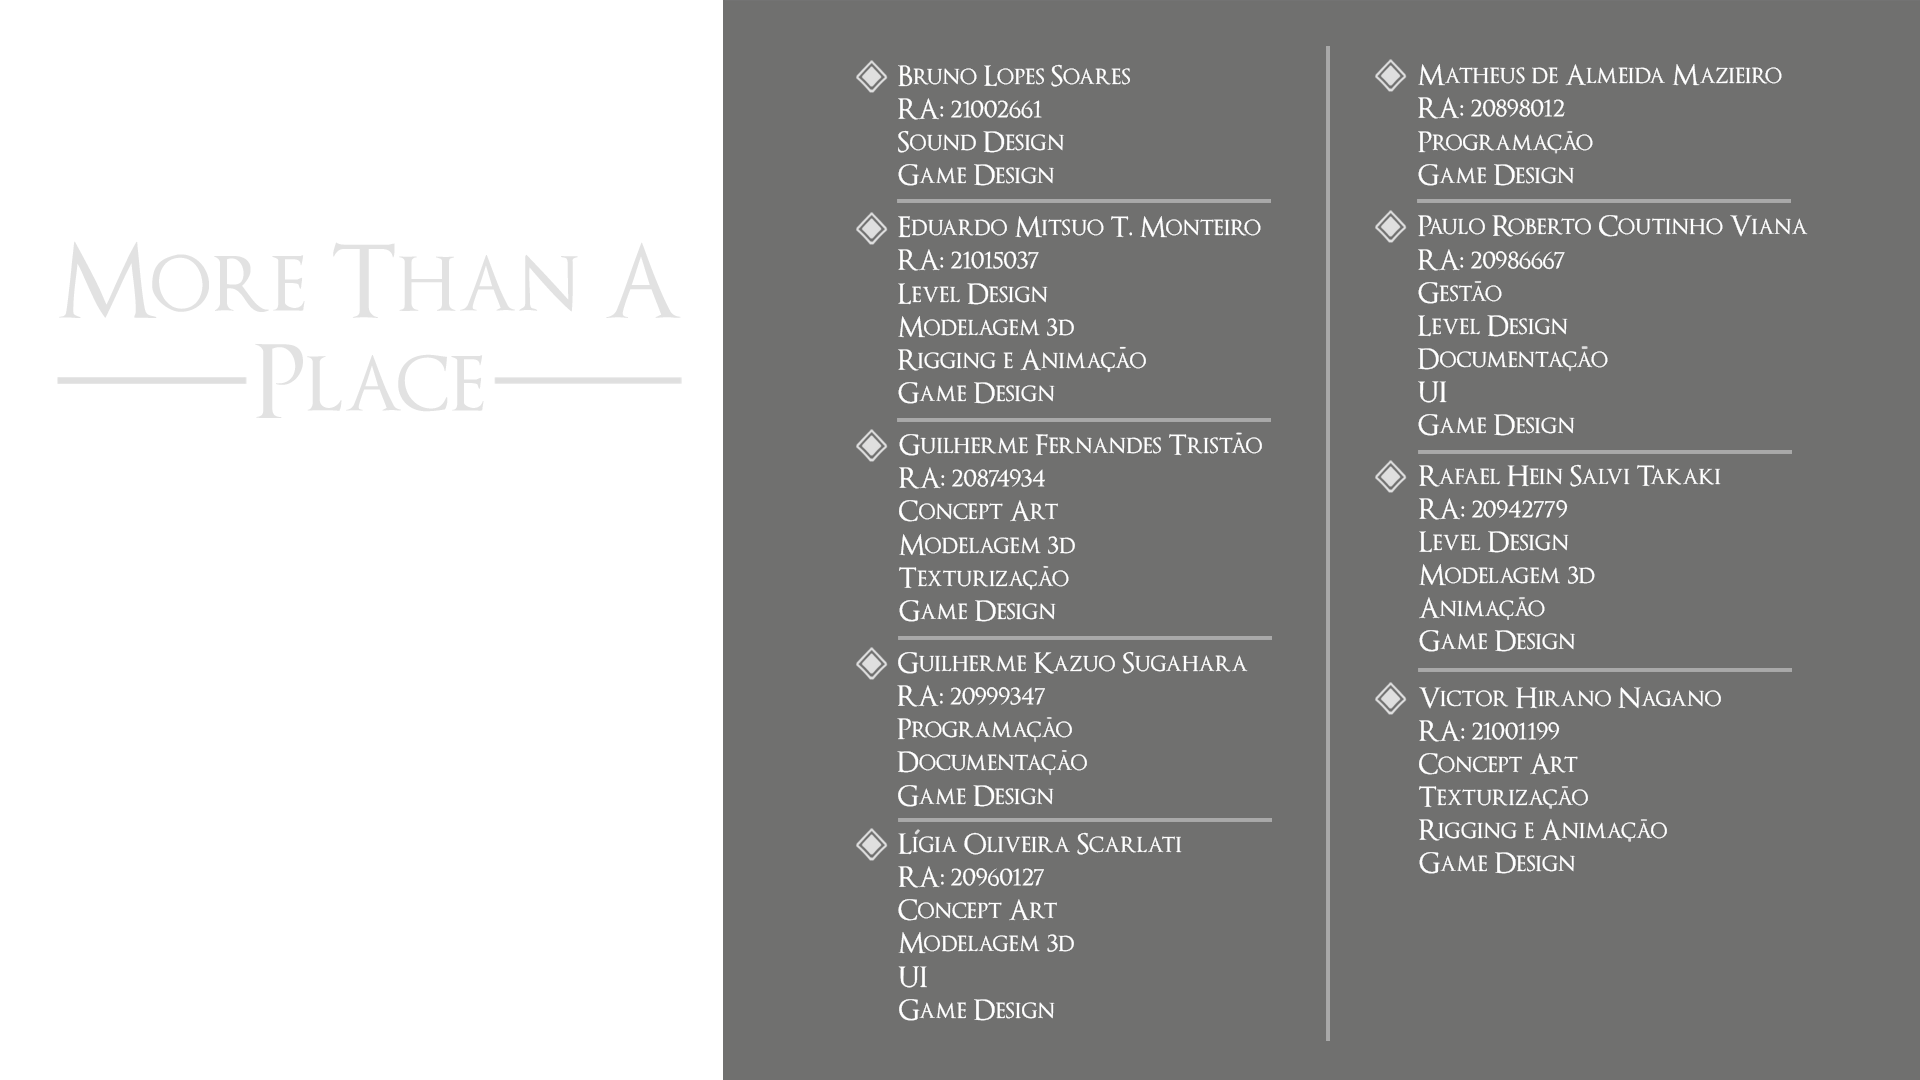 More Than A
Place
Bruno Lopes Soares
RA: 21002661
Sound Design
Game Design
Eduardo Mitsuo T. Monteiro
RA: 21015037
Level Design
Modelagem 3D
Rigging e Animação
Game Design
Guilherme Fernandes Tristão
RA: 20874934
Concept Art
Modelagem 3D
Texturização
Game Design
Guilherme Kazuo Sugahara
RA: 20999347
Programação
Documentação
Game Design
Lígia Oliveira Scarlati
RA: 20960127
Concept Art
Modelagem 3D
UI
Game Design
Matheus de Almeida Mazieiro
RA: 20898012
Programação
Game Design
Paulo Roberto Coutinho Viana
RA: 20986667
Gestão
Level Design
Documentação
UI
Game Design
Rafael Hein Salvi Takaki
RA: 20942779
Level Design
Modelagem 3D
Animação
Game Design
Victor Hirano Nagano
RA: 21001199
Concept Art
Texturização
Rigging e Animação
Game Design